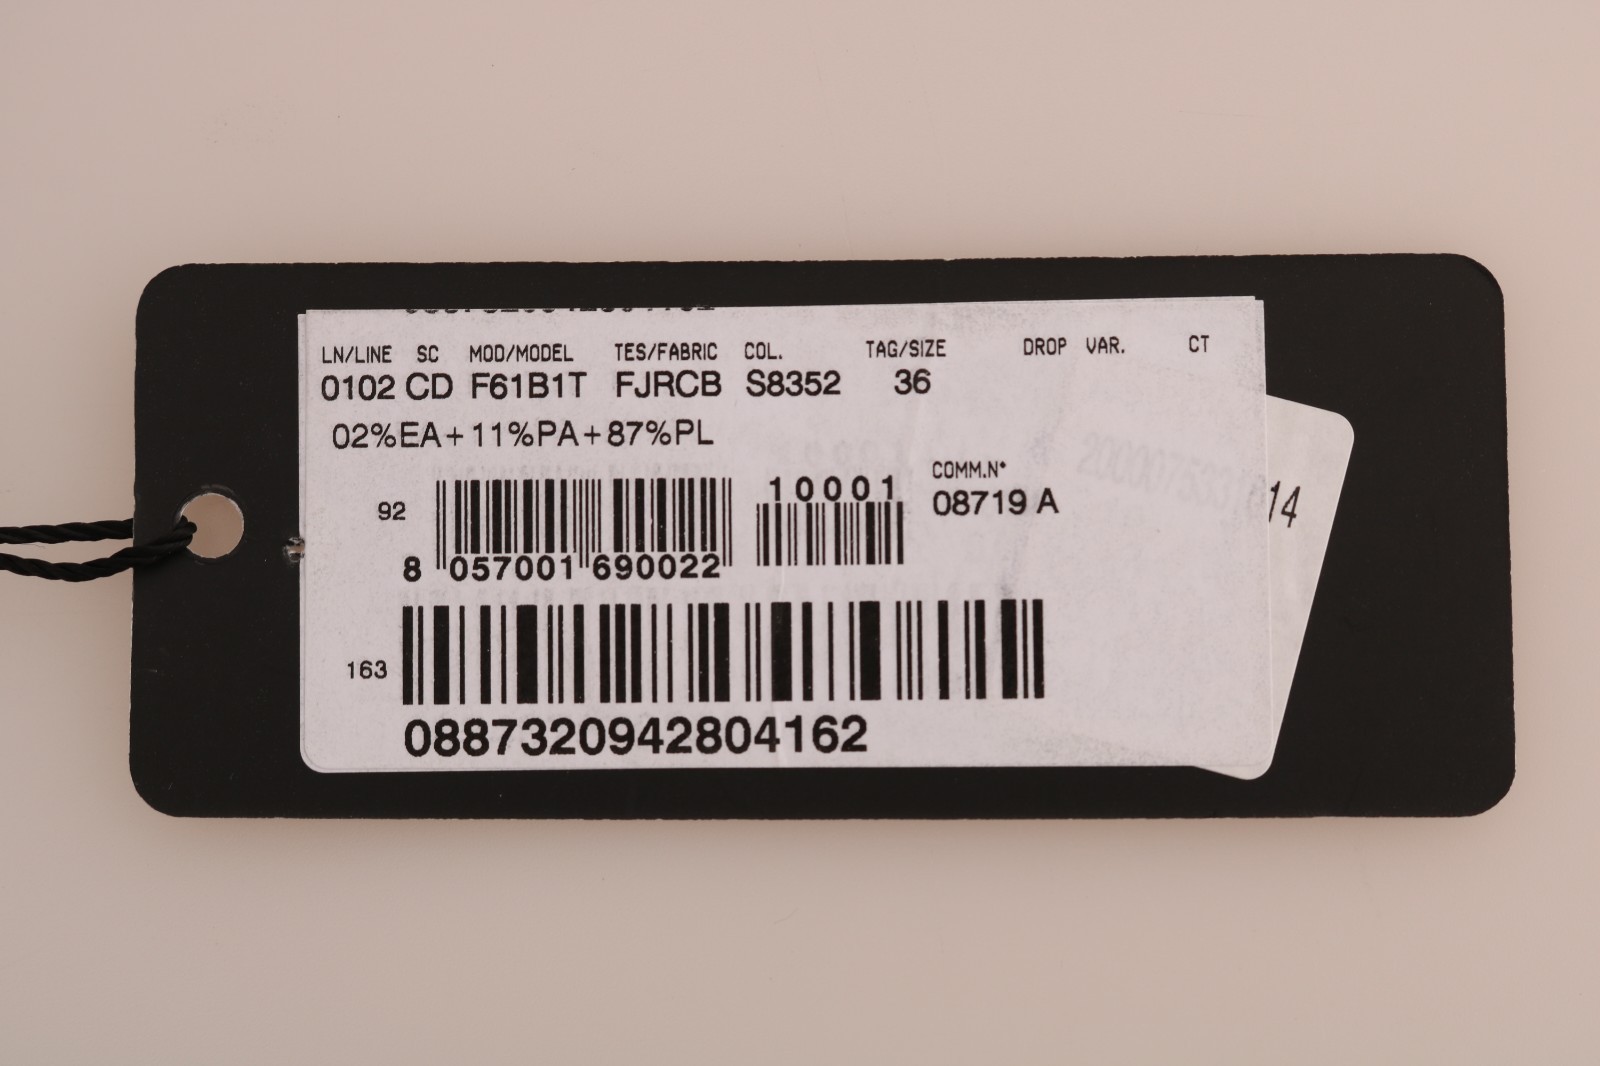 LN/LINE SC MOD/MODEL TES/FABRIC COL. TAG/SIZE DROP VAR. CT
0102 CD F61B1T FJRCB S8352 36
02%EA+11%PA+87%PL
92
8 057001 690022
10001
COMM.N°
08719 A
14
163
0887320942804162